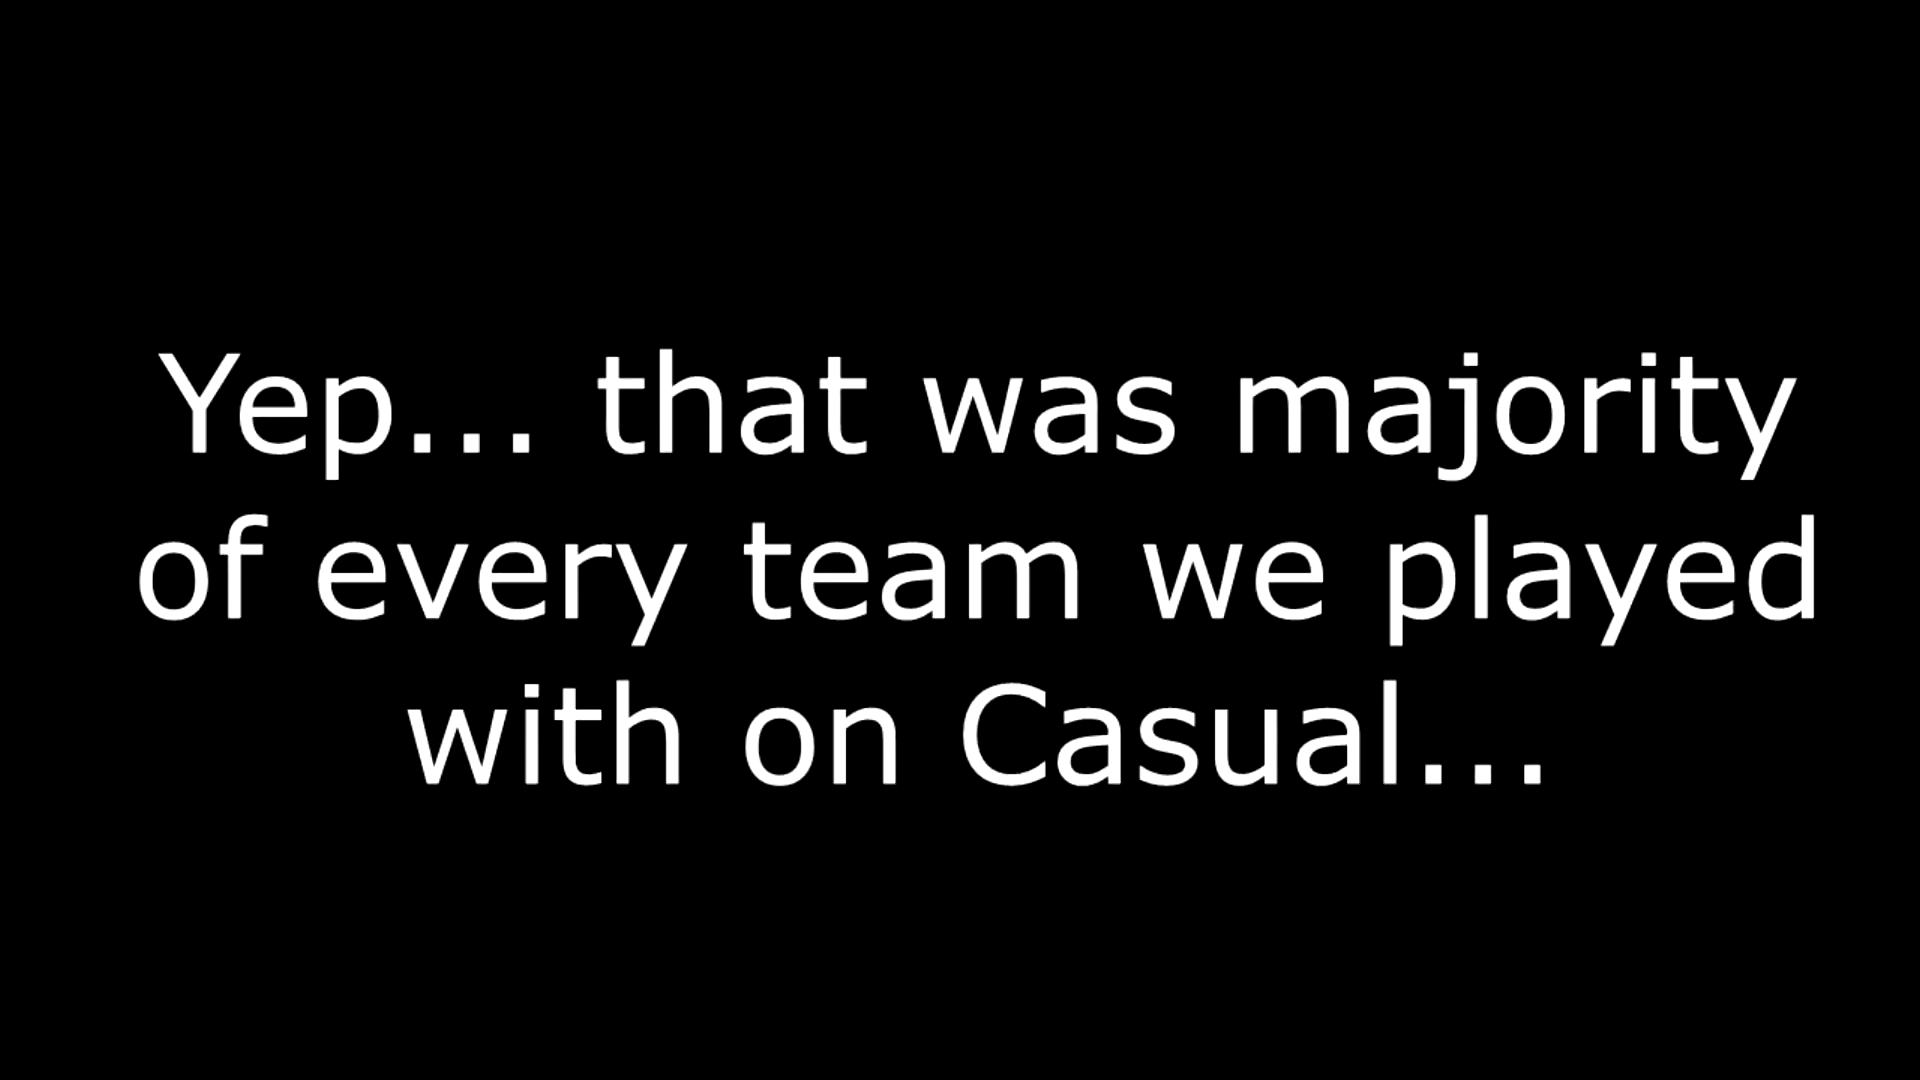 Yep... that was majority
of every team we played
with on Casual...